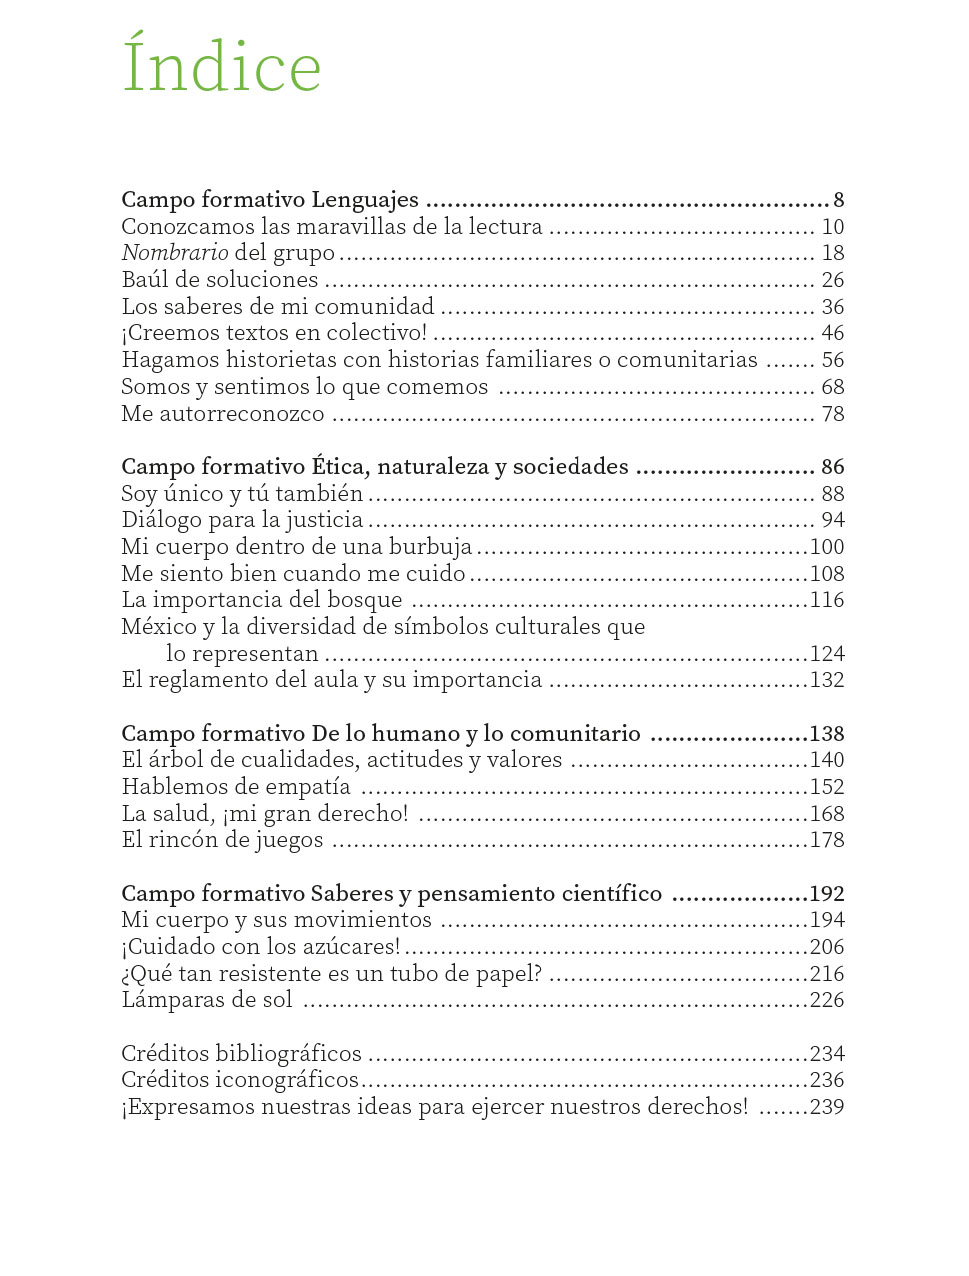 Índice
Campo formativo Lenguajes ........................................................ 8
Conozcamos las maravillas de la lectura ..................................... 10
Nombrario del grupo .................................................................. 18
Baúl de soluciones .................................................................... 26
Los saberes de mi comunidad .................................................... 36
¡Creemos textos en colectivo! ..................................................... 46
Hagamos historietas con historias familiares o comunitarias ....... 56
Somos y sentimos lo que comemos ............................................ 68
Me autorreconozco ................................................................... 78
Campo formativo Ética, naturaleza y sociedades ......................... 86
Soy único y tú también .............................................................. 88
Diálogo para la justicia .............................................................. 94
Mi cuerpo dentro de una burbuja ..............................................100
Me siento bien cuando me cuido ...............................................108
La importancia del bosque .......................................................116
México y la diversidad de símbolos culturales que
lo representan ...................................................................124
El reglamento del aula y su importancia ....................................132
Campo formativo De lo humano y lo comunitario ......................138
El árbol de cualidades, actitudes y valores .................................140
Hablemos de empatía ..............................................................152
La salud, ¡mi gran derecho! ......................................................168
El rincón de juegos ..................................................................178
Campo formativo Saberes y pensamiento científico ...................192
Mi cuerpo y sus movimientos ...................................................194
¡Cuidado con los azúcares! ........................................................206
¿Qué tan resistente es un tubo de papel? ....................................216
Lámparas de sol ......................................................................226
Créditos bibliográficos .............................................................234
Créditos iconográficos ..............................................................236
¡Expresamos nuestras ideas para ejercer nuestros derechos! .......239